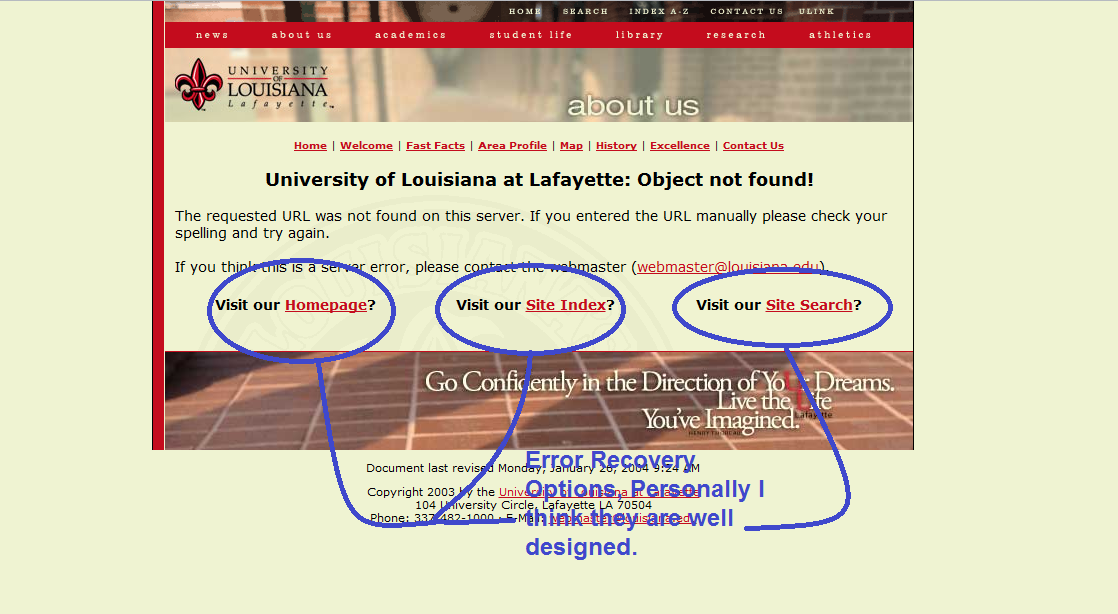 HOME SEARCH INDEX A-Z CONTACT US ULINK
news about us academics student life library research athletics
UNIVERSITY
OF
LOUISIANA
Lafayette™
about us
Home | Welcome | Fast Facts | Area Profile | Map | History | Excellence | Contact Us
University of Louisiana at Lafayette: Object not found!
The requested URL was not found on this server. If you entered the URL manually please check your
spelling and try again.
If you think this is a server error, please contact the webmaster (webmaster@louisiana.edu)
Visit our Homepage? Visit our Site Index? Visit our Site Search?
Go Confidently in the Direction of YoUr Dreams.
Live the Life
Lafayette
You've Imagined.
HENRY THOREAU
Document last revised Monday, January 26, 2004 9:24 AM
Copyright 2003 by the University of Louisiana at Lafayette
104 University Circle, Lafayette LA 70504
Phone: 337/482-1000 · E-Mail: webmaster@louisiana.edu
Error Recovery
Options, Personally I
think they are well
designed.